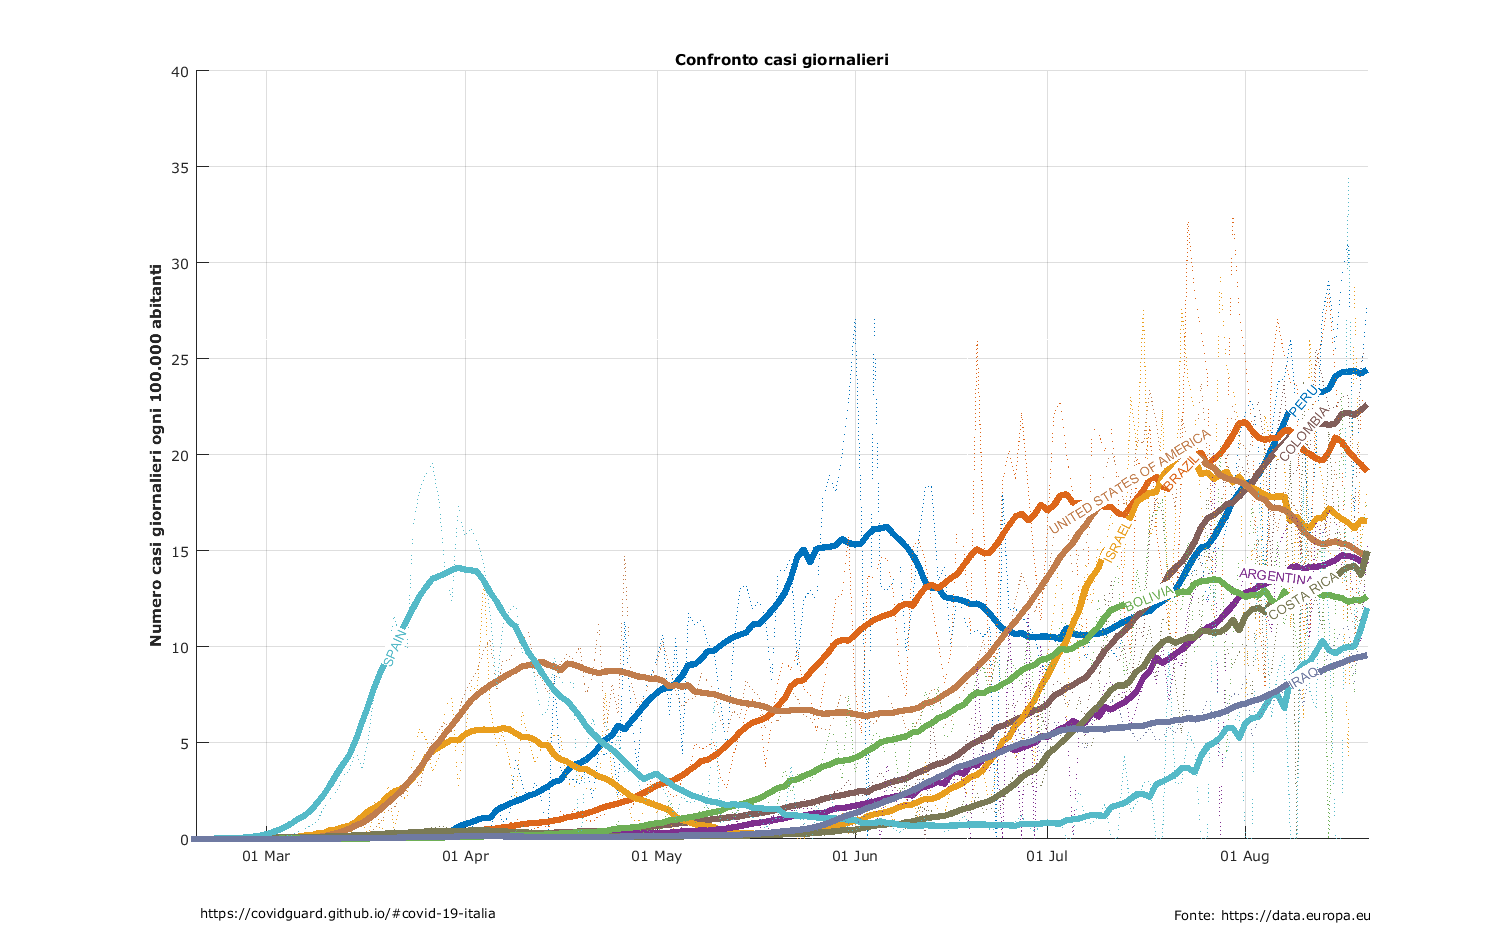 Confronto casi giornalieri
Numero casi giornalieri ogni 100.000 abitanti
40
35
30
25
20
15
10
5
0
01 Mar
01 Apr
01 May
01 Jun
01 Jul
01 Aug
SPAIN
UNITED STATES OF AMERICA
BRAZIL
ISRAEL
BOLIVIA
PERU
COLOMBIA
ARGENTINA
COSTA RICA
IRAQ
https://covidguard.github.io/#covid-19-italia
Fonte: https://data.europa.eu